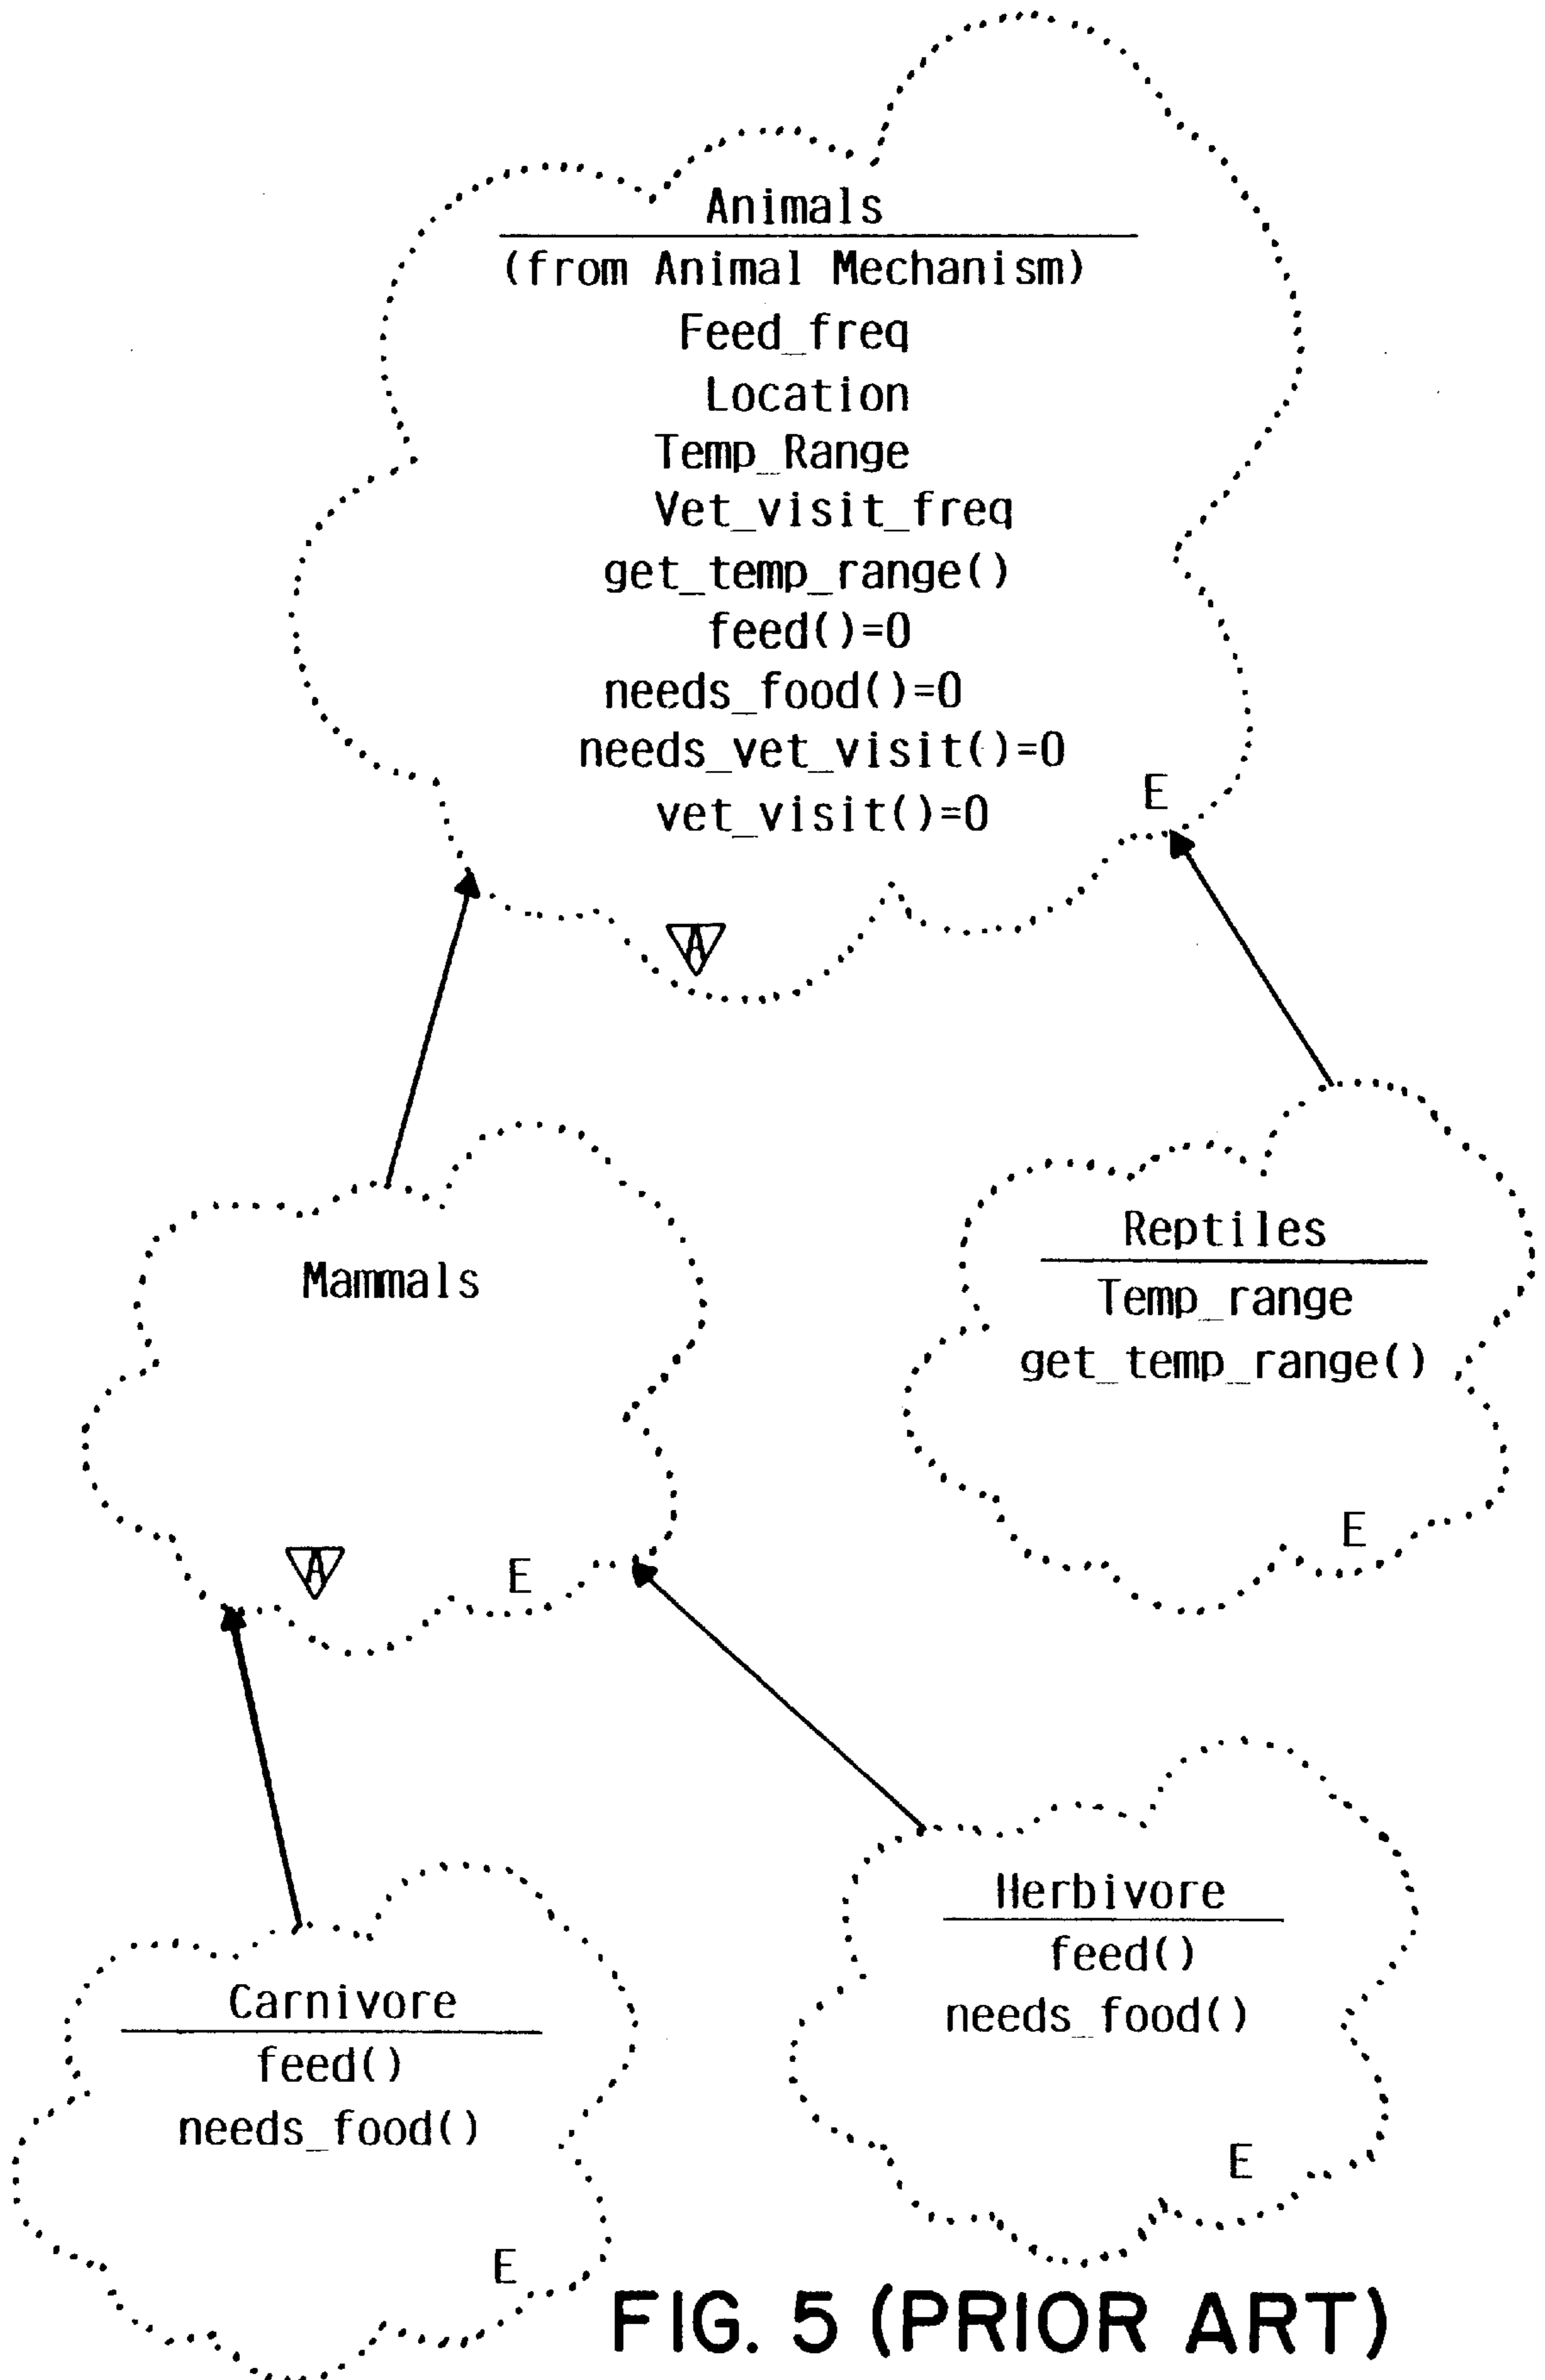 Animals
(from Animal Mechanism)
Feed_freq
Location
Temp_Range
Vet_visit_freq
get_temp_range()
feed()=0
needs_food()=0
needs_vet_visit()=0
vet_visit()=0
E
A
Mammals
A
E
Reptiles
Temp_range
get_temp_range()
E
Carnivore
feed()
needs_food()
E
Herbivore
feed()
needs_food()
E
FIG. 5 (PRIOR ART)